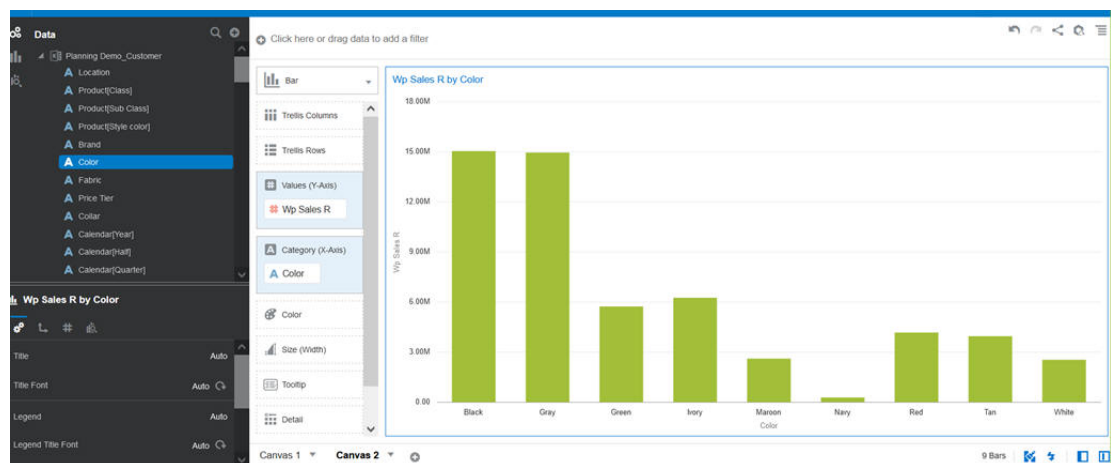 Data
Planning Demo_Customer
Location
Product[Class]
Product[Sub Class]
Product[Style color]
Brand
Color
Fabric
Price Tier
Collar
Calendar[Year]
Calendar[Half]
Calendar[Quarter]
Wp Sales R by Color
Title Auto
Title Font Auto
Legend Auto
Legend Title Font Auto
Click here or drag data to add a filter
Bar
Trellis Columns
Trellis Rows
Values (Y-Axis)
Wp Sales R
Category (X-Axis)
Color
Color
Size (Width)
Tooltip
Detail
Wp Sales R by Color
18.00M
15.00M
12.00M
9.00M
6.00M
3.00M
0.00
Wp Sales R
Black Gray Green Ivory Maroon Navy Red Tan White
Color
Canvas 1 Canvas 2 9 Bars